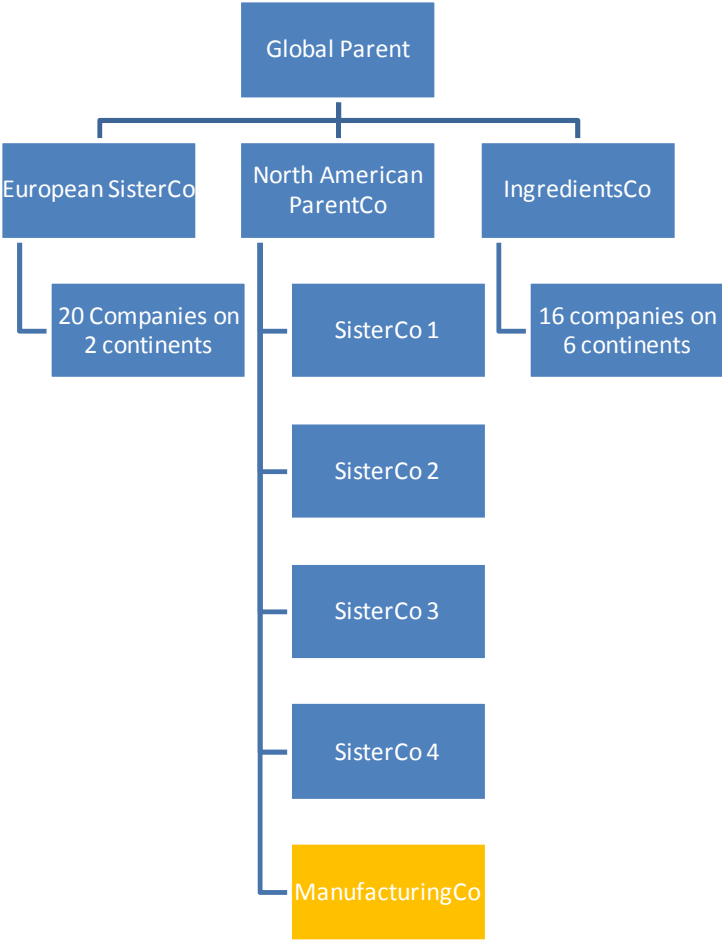 Global Parent
European SisterCo
North American
ParentCo
IngredientsCo
20 Companies on
2 continents
SisterCo 1
16 companies on
6 continents
SisterCo 2
SisterCo 3
SisterCo 4
ManufacturingCo